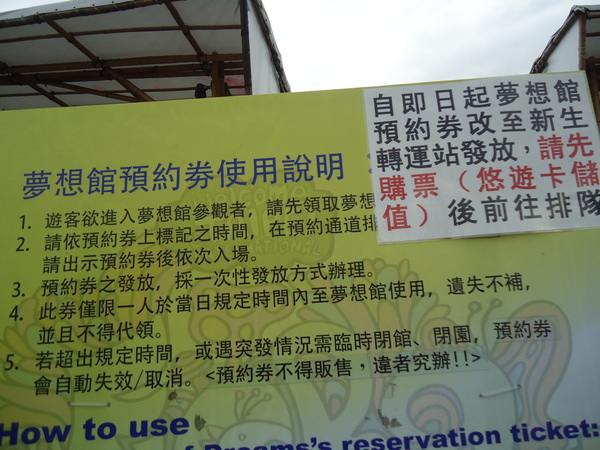 自即日起夢想館
預約券改至新生
轉運站發放，請先
購票（悠遊卡儲
值）後前往排隊
夢想館預約券使用說明
1. 遊客欲進入夢想館參觀者，請先領取夢想
2. 請依預約券上標記之時間，在預約通道排
請出示預約券後依次入場。
3. 預約券之發放，採一次性發放方式辦理。
4. 此券僅限一人於當日規定時間內至夢想館使用，遺失不補，
並且不得代領。
5. 若超出規定時間，或遇突發情況需臨時閉館、閉園，預約券
會自動失效/取消。<預約券不得販售，違者究辦!!>
How to use
of Dreams's reservation ticket: